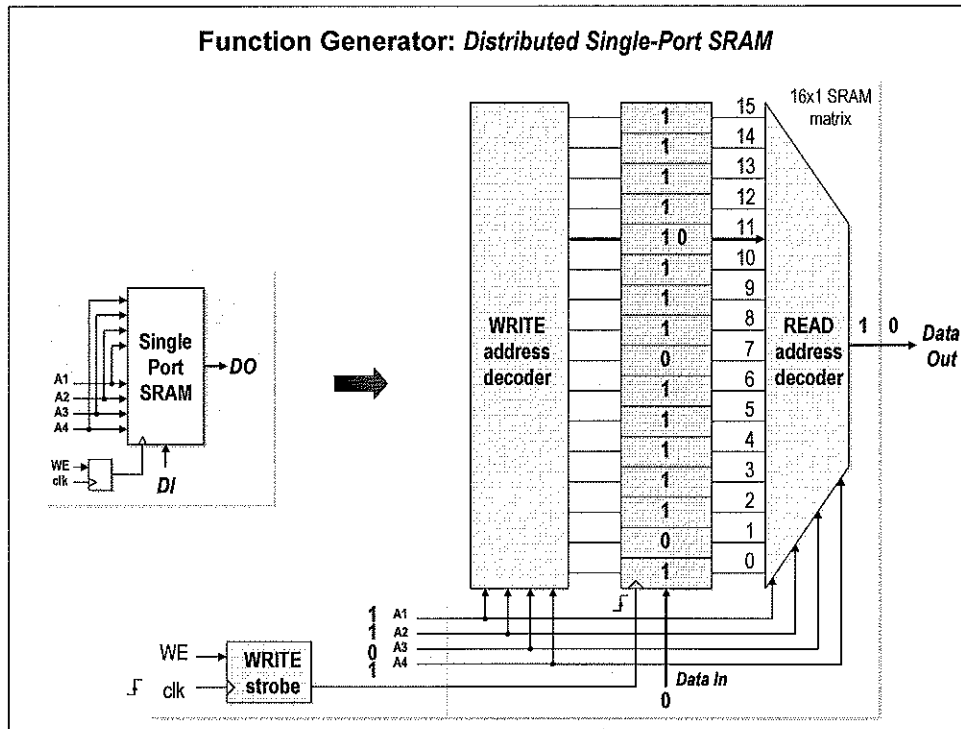 Function Generator: Distributed Single-Port SRAM
16x1 SRAM
matrix
15
14
13
12
11
10
9
8
7
6
5
4
3
2
1
0
1
1
1
1
1 0
1
1
1
0
1
1
1
1
1
0
1
WRITE
address
decoder
READ
address
decoder
1 0
Data
Out
Single
Port
SRAM
DO
A1
A2
A3
A4
WE
clk
DI
1 A1
1 A2
0 A3
1 A4
WE
clk
WRITE
strobe
Data In
0